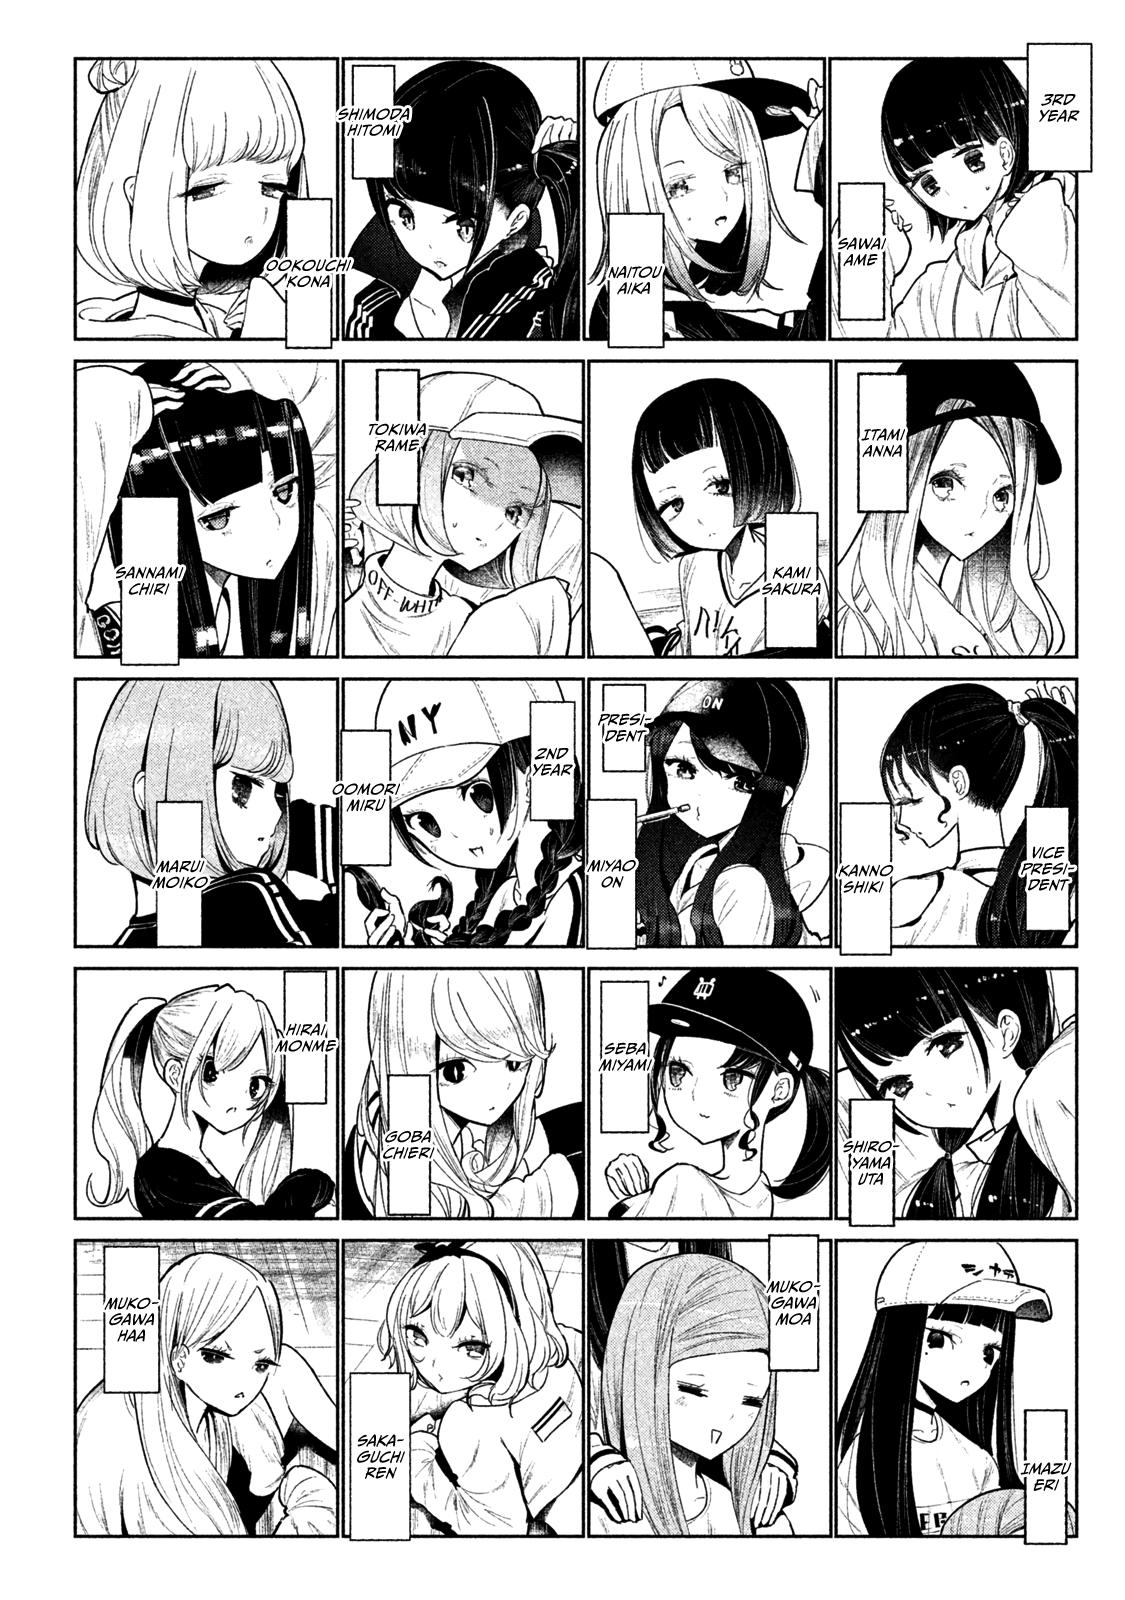 3RD
YEAR
SAWAI
AME
NAITOU
AIKA
SHIMODA
HITOMI
OOKOUCHI
KONA
ITAMI
ANNA
KAMI
SAKURA
TOKIWA
RAME
OFF-WHI
SANNAMI
CHIRI
VICE
PRESI-
DENT
KANNO
SHIKI
PRESI-
DENT
ON
MIYAO
ON
2ND
YEAR
NY
OOMORI
MIRU
MARUI
MOIKO
SHIRO-
YAMA
UTA
SEBA
MIYAMI
GOBA
CHIERI
HIRAI
MONME
IMAZU
ERI
MUKO-
GAWA
MOA
SAKA-
GUCHI
REN
MUKO-
GAWA
HAA